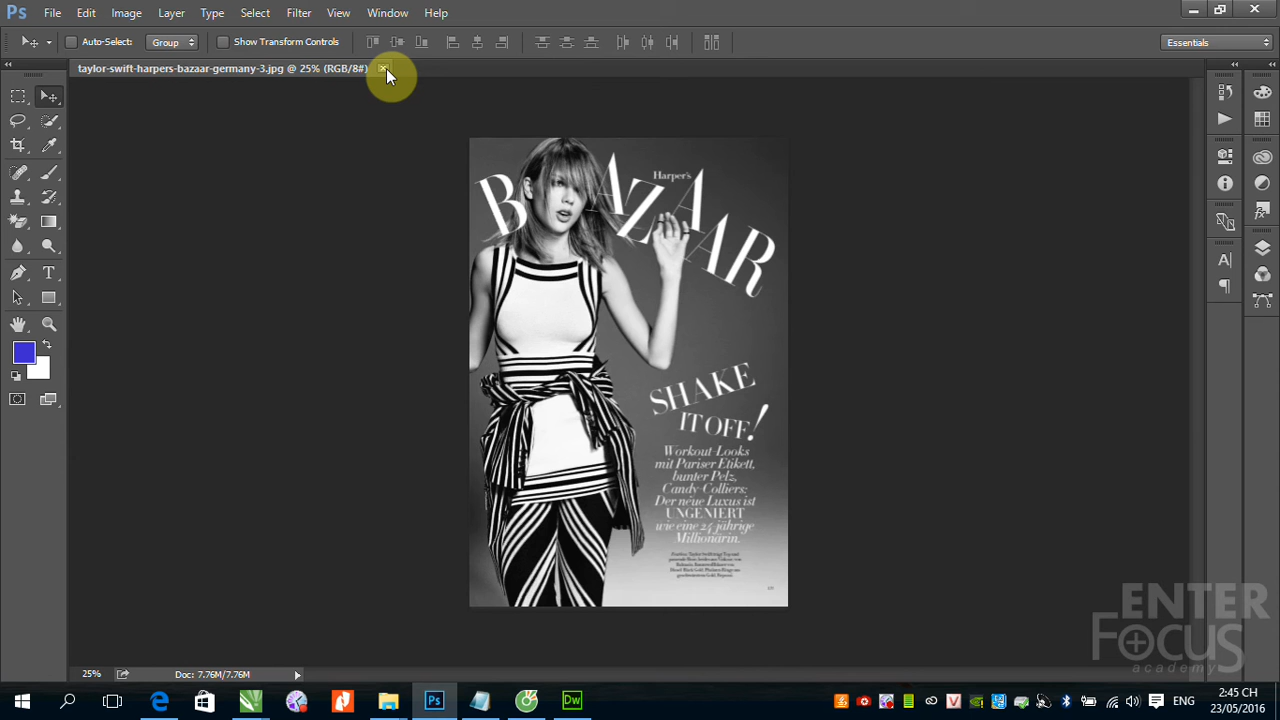 Ps File Edit Image Layer Type Select Filter View Window Help
Auto-Select: Group Show Transform Controls Essentials
taylor-swift-harpers-bazaar-germany-3.jpg @ 25% (RGB/8#)
Harper's
BAZAAR
SHAKE
IT OFF!
Workout-Looks
mit Pariser Etikett,
bunter Pelz,
Candy-Colliers:
Der neue Luxus ist
UNGENIERT
wie eine 24-jährige
Millionärin.
ENTER
FOCUS
academy
25% Doc: 7.76M/7.76M
Ps Dw V ENG 2:45 CH
23/05/2016